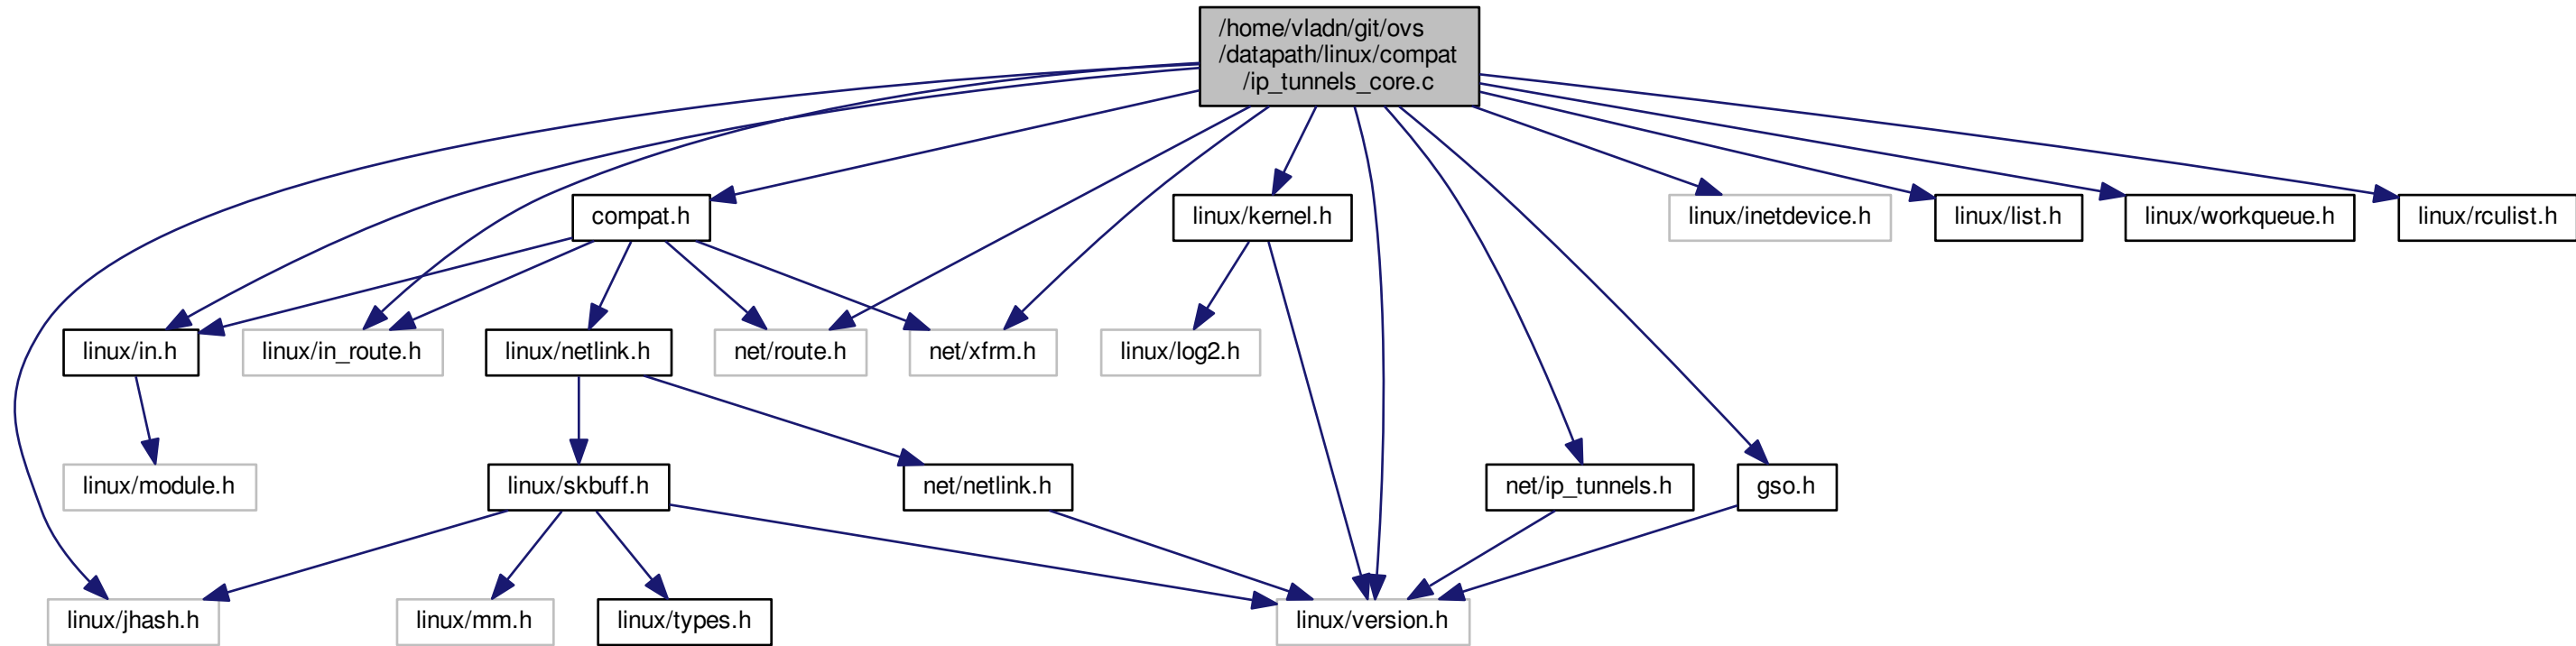 /home/vladn/git/ovs
/datapath/linux/compat
/ip_tunnels_core.c
compat.h
linux/kernel.h
linux/inetdevice.h
linux/list.h
linux/workqueue.h
linux/rculist.h
linux/in.h
linux/in_route.h
linux/netlink.h
net/route.h
net/xfrm.h
linux/log2.h
linux/module.h
linux/skbuff.h
net/netlink.h
net/ip_tunnels.h
gso.h
linux/jhash.h
linux/mm.h
linux/types.h
linux/version.h